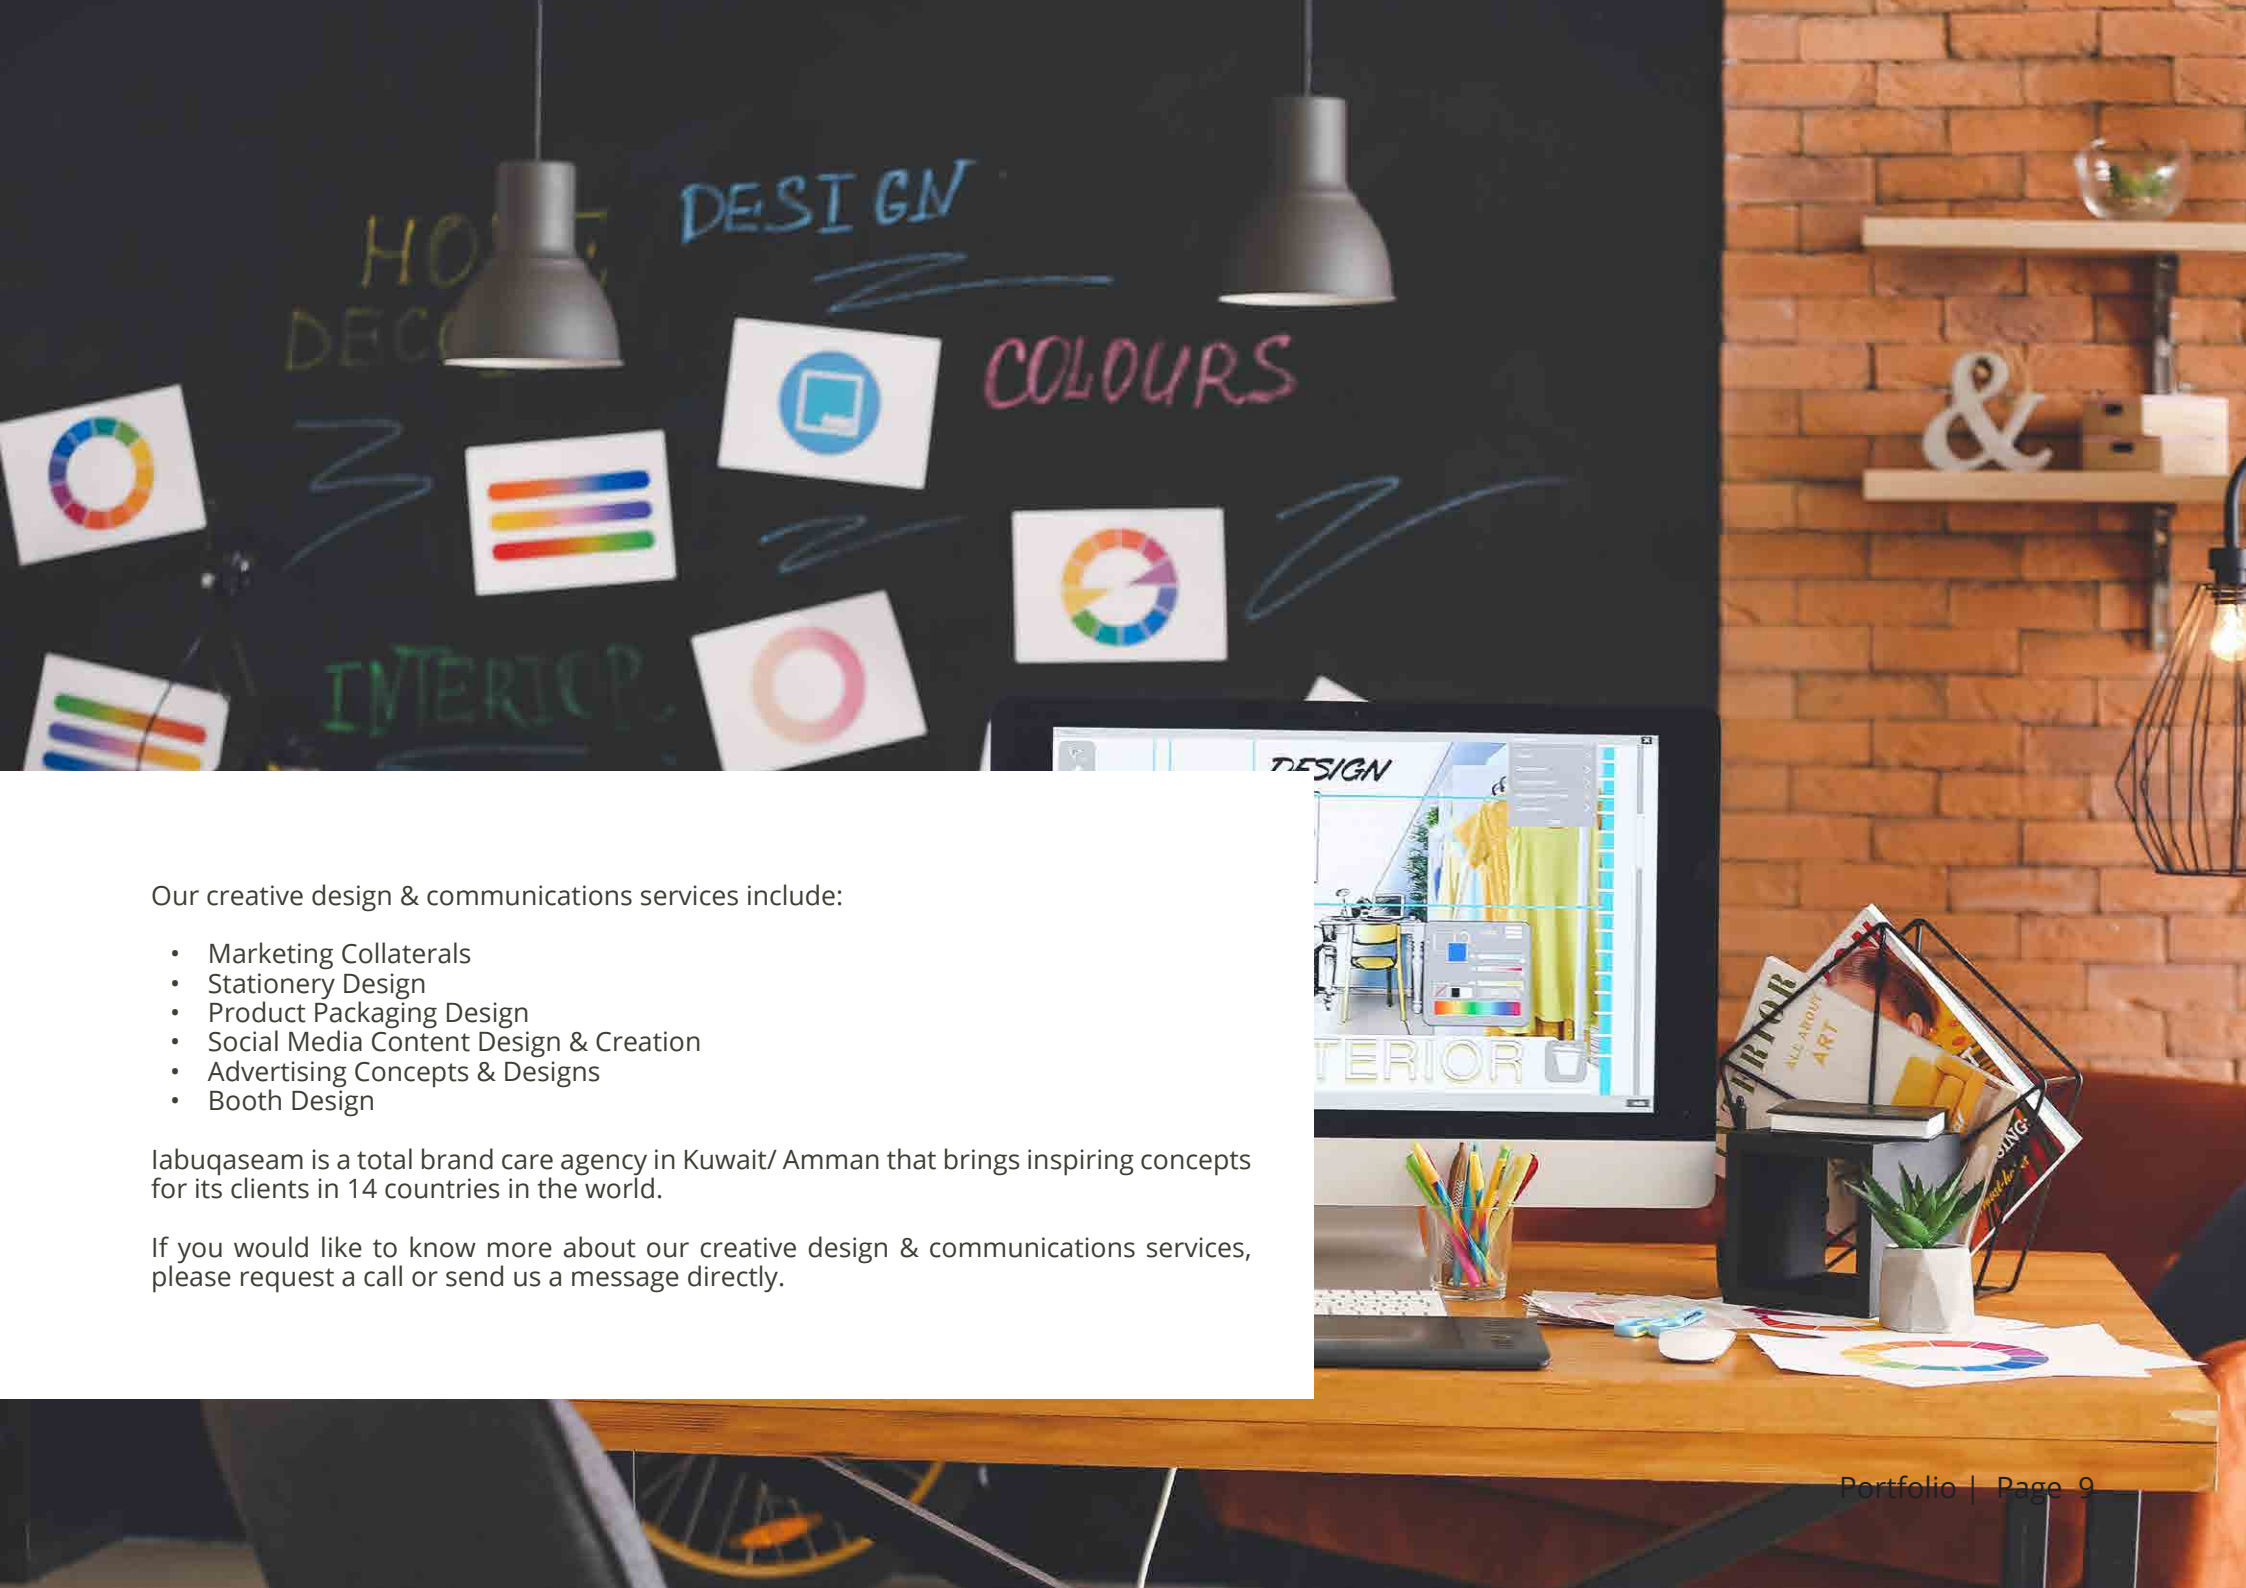 DESIGN
HO E
DECO
COLOURS
INTERIOR
DESIGN
Our creative design & communications services include:
• Marketing Collaterals
• Stationery Design
• Product Packaging Design
• Social Media Content Design & Creation
• Advertising Concepts & Designs
• Booth Design
Iabuqaseam is a total brand care agency in Kuwait/ Amman that brings inspiring concepts
for its clients in 14 countries in the world.
If you would like to know more about our creative design & communications services,
please request a call or send us a message directly.
&
TERIOR
ERIOR
ALL ABOUT
ART
Portfolio | Page 9